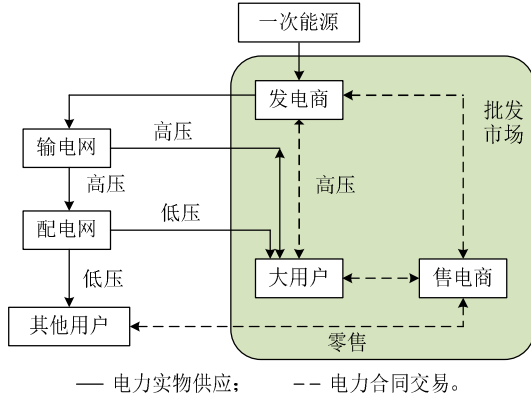 一次能源
发电商
批发
市场
高压
输电网
高压
高压
低压
配电网
低压
大用户
售电商
其他用户
零售
电力实物供应；
电力合同交易。